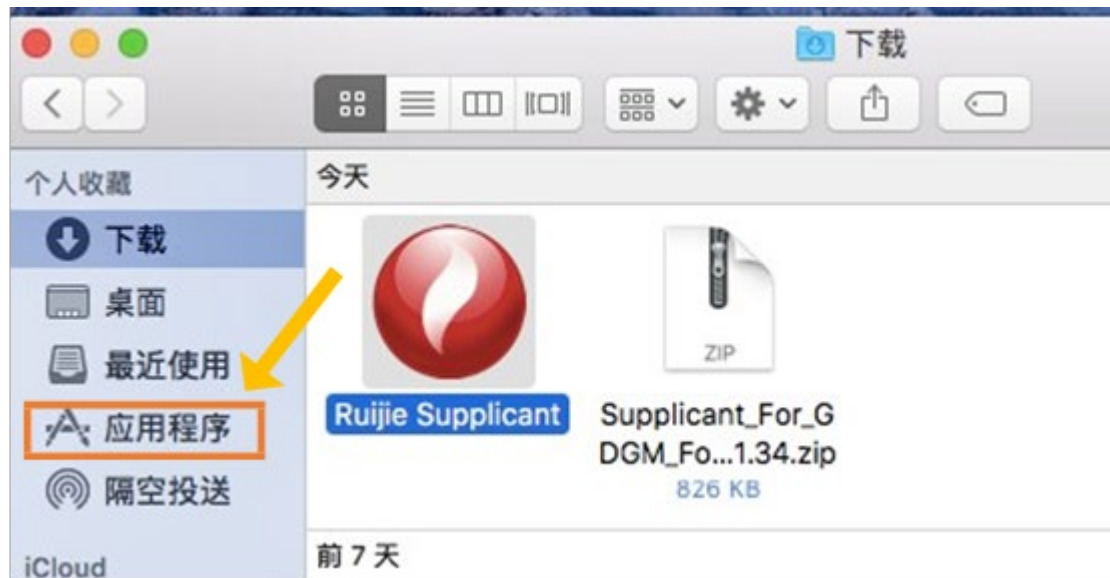 下载
个人收藏
下载
桌面
最近使用
应用程序
隔空投送
iCloud
今天
ZIP
Ruijie Supplicant
Supplicant_For_G
DGM_Fo...1.34.zip
826 KB
前 7 天